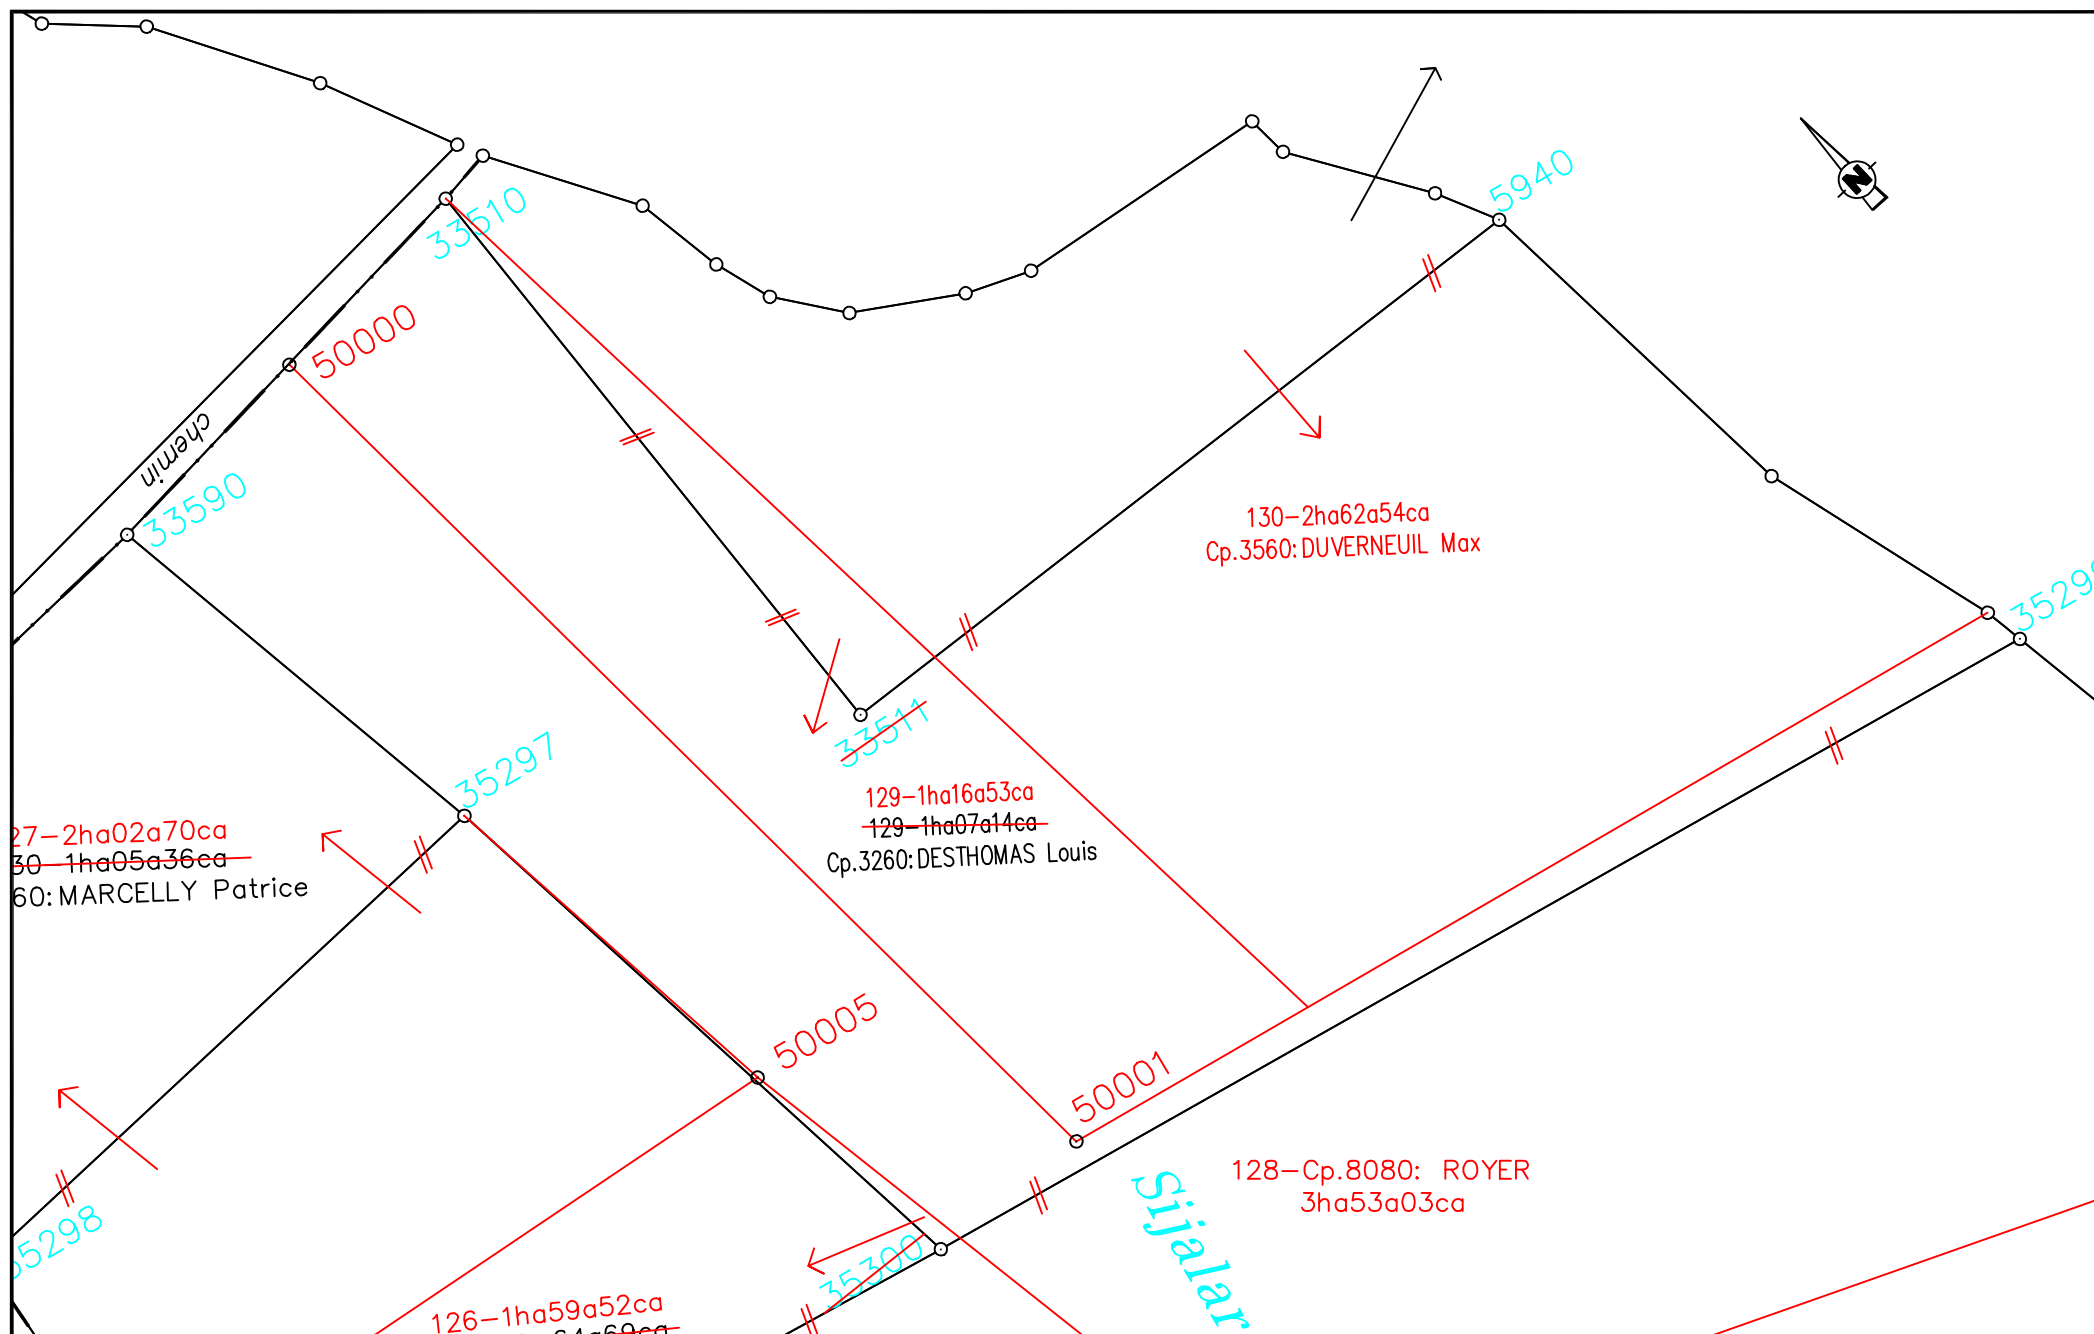 5940
33510
50000
chemin
33590
130-2ha62a54ca
Cp.3560: DUVERNEUIL Max
N
33511
35297
129-1ha16a53ca
129-1ha07a14ca
Cp.3260: DESTHOMAS Louis
27-2ha02a70ca
30-1ha05a36ca
60: MARCELLY Patrice
50005
50001
128-Cp.8080: ROYER
3ha53a03ca
Sijjalar
5298
35300
126-1ha59a52ca